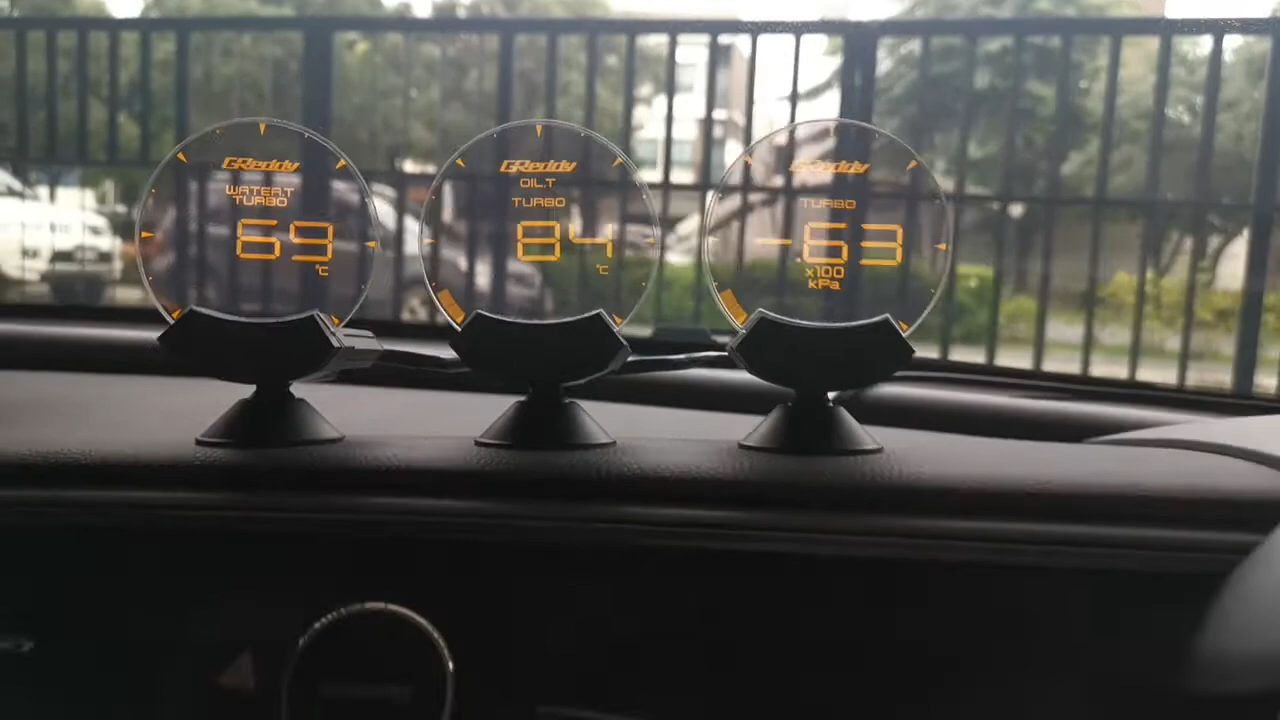 GReddy
WATER.T
TURBO
69
°C
GReddy
OIL.T
TURBO
84
°C
GReddy
TURBO
-.63
x100
kPa